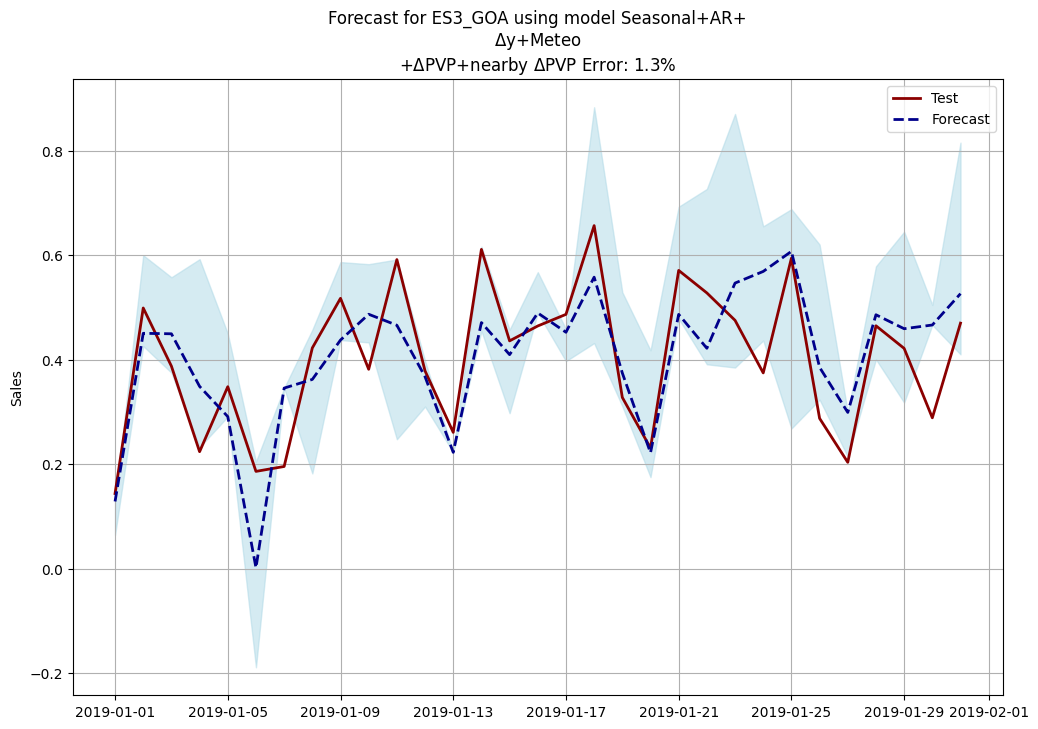 Forecast for ES3_GOA using model Seasonal+AR+
Δy+Meteo
+ΔPVP+nearby ΔPVP Error: 1.3%
Test
Forecast
Sales
0.8
0.6
0.4
0.2
0.0
−0.2
2019-01-01 2019-01-05 2019-01-09 2019-01-13 2019-01-17 2019-01-21 2019-01-25 2019-01-29 2019-02-01